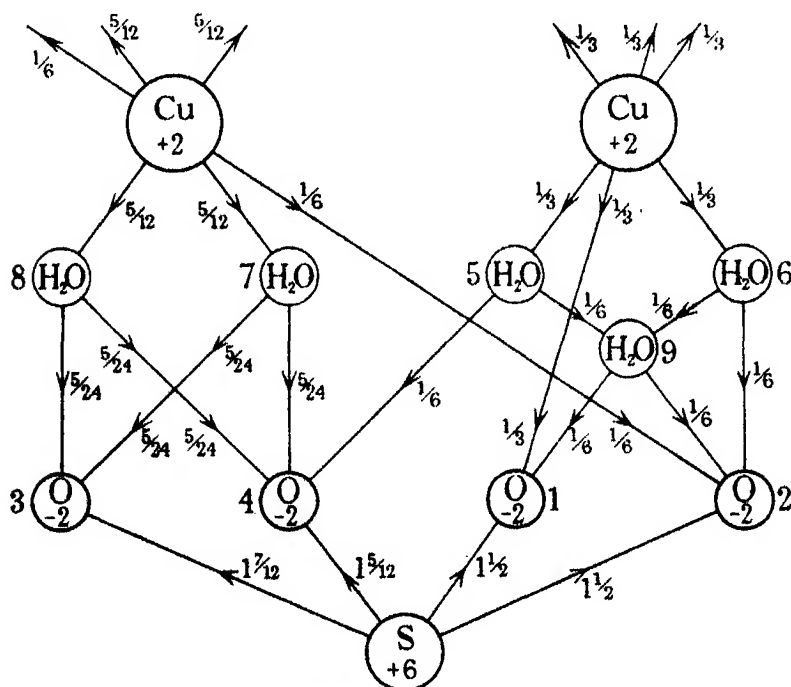 5/12 5/12 1/3 1/3 1/3
1/6
Cu Cu
+2 +2
5/12 5/12 1/6 1/3 1/3 1/3
8 H₂O 7 H₂O 5 H₂O H₂O 6
1/6 1/6
H₂O 9
5/24 5/24 5/24 5/24 1/6 1/6 1/6
5/24 5/24 1/3 1/6 1/6
3 O 4 O O 1 O 2
-2 -2 -2 -2
1 7/12 1 5/12 1 1/2 1 1/2
S
+6